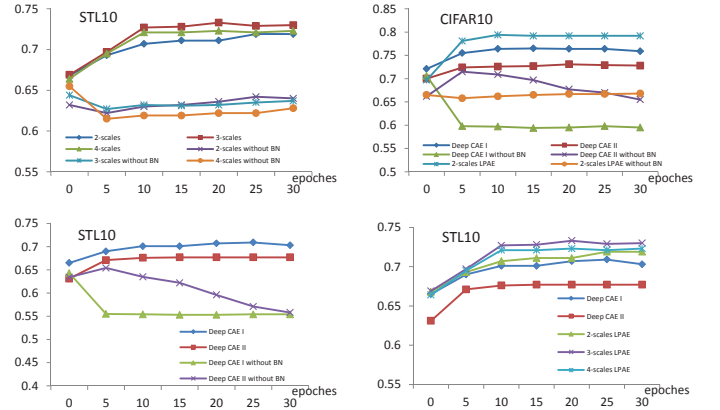 STL10
0.75
0.7
0.65
0.6
0.55
2-scales
3-scales
4-scales
2-scales without BN
3-scales without BN
4-scales without BN
0 5 10 15 20 25 30
epoches
CIFAR10
0.85
0.8
0.75
0.7
0.65
0.6
0.55
0.5
Deep CAE I
Deep CAE II
Deep CAE I without BN
Deep CAE II without BN
2-scales LPAE
2-scales LPAE without BN
0 5 10 15 20 25 30
epoches
STL10
0.75
0.7
0.65
0.6
0.55
0.5
0.45
0.4
Deep CAE I
Deep CAE II
Deep CAE I without BN
Deep CAE II without BN
0 5 10 15 20 25 30
epoches
STL10
0.75
0.7
0.65
0.6
0.55
Deep CAE I
Deep CAE II
2-scales LPAE
3-scales LPAE
4-scales LPAE
0 5 10 15 20 25 30
epoches